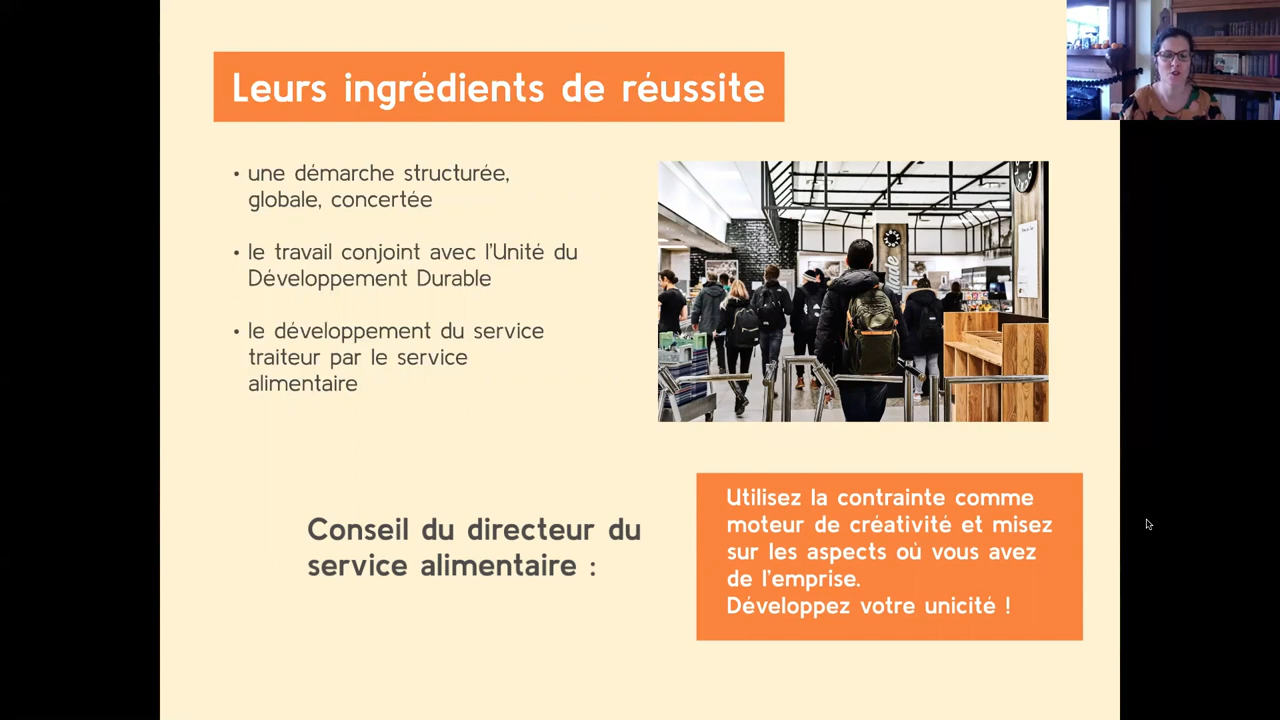 Leurs ingrédients de réussite
• une démarche structurée,
globale, concertée
• le travail conjoint avec l'Unité du
Développement Durable
• le développement du service
traiteur par le service
alimentaire
Conseil du directeur du
service alimentaire :
Utilisez la contrainte comme
moteur de créativité et misez
sur les aspects où vous avez
de l'emprise.
Développez votre unicité !